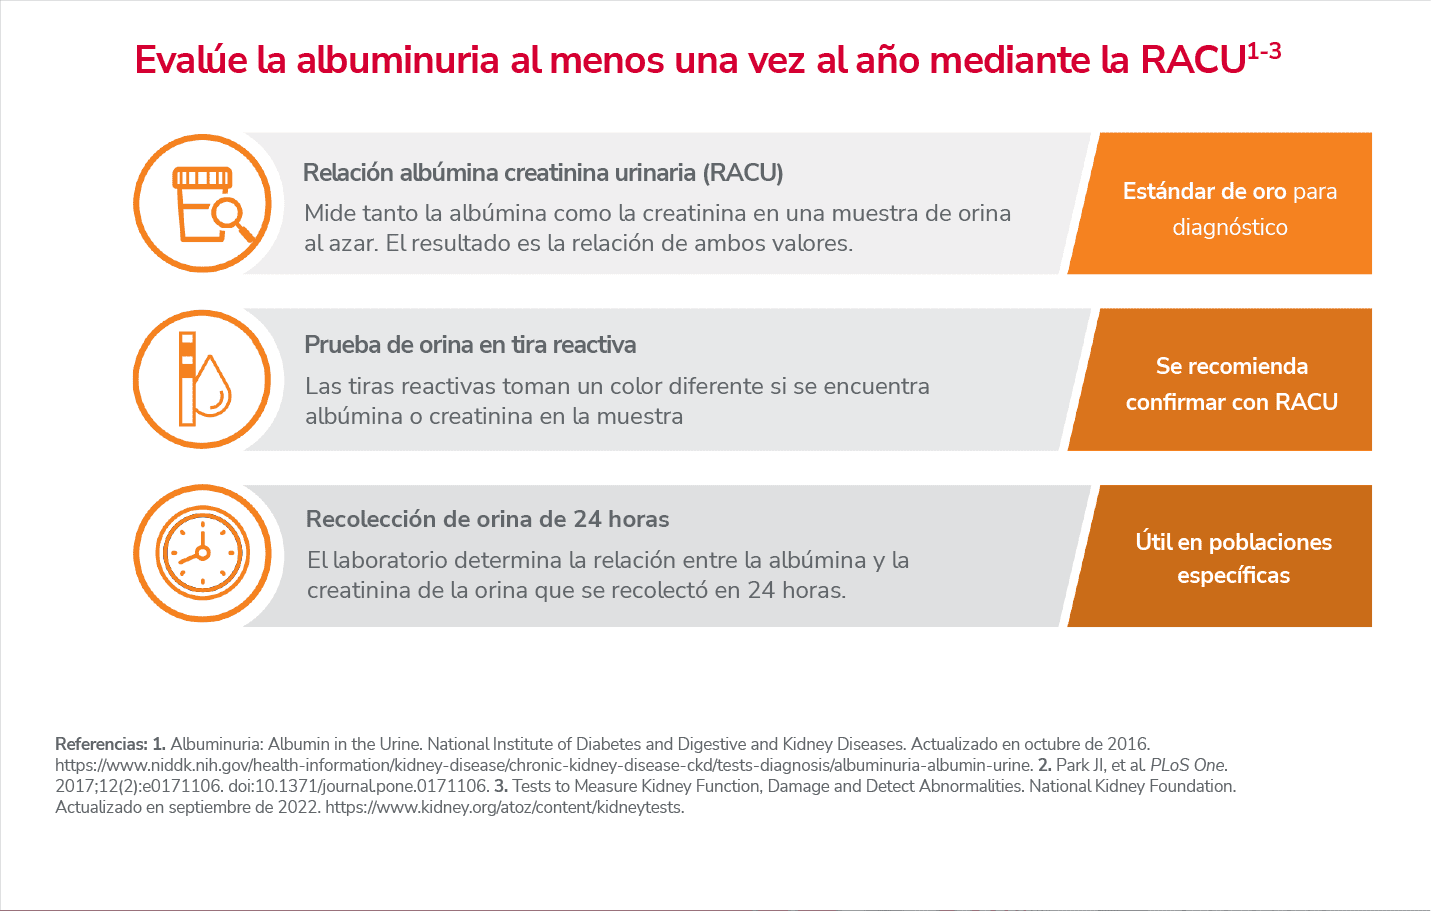 Evalúe la albuminuria al menos una vez al año mediante la RACU1-3
Relación albúmina creatinina urinaria (RACU)
Mide tanto la albúmina como la creatinina en una muestra de orina
al azar. El resultado es la relación de ambos valores.
Estándar de oro para
diagnóstico
Prueba de orina en tira reactiva
Las tiras reactivas toman un color diferente si se encuentra
albúmina o creatinina en la muestra
Se recomienda
confirmar con RACU
Recolección de orina de 24 horas
El laboratorio determina la relación entre la albúmina y la
creatinina de la orina que se recolectó en 24 horas.
Útil en poblaciones
específicas
Referencias: 1. Albuminuria: Albumin in the Urine. National Institute of Diabetes and Digestive and Kidney Diseases. Actualizado en octubre de 2016.
https://www.niddk.nih.gov/health-information/kidney-disease/chronic-kidney-disease-ckd/tests-diagnosis/albuminuria-albumin-urine. 2. Park JI, et al. PLoS One.
2017;12(2):e0171106. doi:10.1371/journal.pone.0171106. 3. Tests to Measure Kidney Function, Damage and Detect Abnormalities. National Kidney Foundation.
Actualizado en septiembre de 2022. https://www.kidney.org/atoz/content/kidneytests.